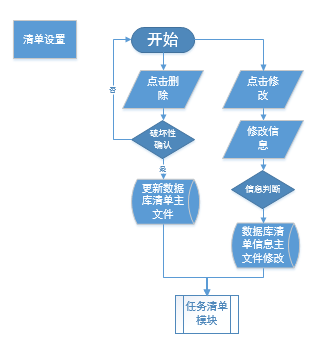 清单设置
开始
点击删
除
点击修
改
否
破坏性
确认
修改信
息
是
更新数据
库清单主
文件
信息判断
数据库清
单信息主
文件修改
任务清单
模块